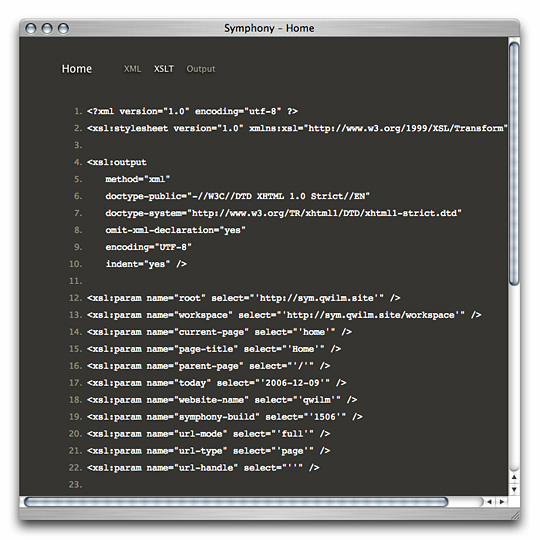 Symphony - Home
Home XML XSLT Output
1. <?xml version="1.0" encoding="utf-8" ?>
2. <xsl:stylesheet version="1.0" xmlns:xsl="http://www.w3.org/1999/XSL/Transform"
3.
4. <xsl:output
5. method="xml"
6. doctype-public="-//W3C//DTD XHTML 1.0 Strict//EN"
7. doctype-system="http://www.w3.org/TR/xhtml1/DTD/xhtml1-strict.dtd"
8. omit-xml-declaration="yes"
9. encoding="UTF-8"
10. indent="yes" />
11.
12. <xsl:param name="root" select="'http://sym.qwilm.site'" />
13. <xsl:param name="workspace" select="'http://sym.qwilm.site/workspace'" />
14. <xsl:param name="current-page" select="'home'" />
15. <xsl:param name="page-title" select="'Home'" />
16. <xsl:param name="parent-page" select="'/'" />
17. <xsl:param name="today" select="'2006-12-09'" />
18. <xsl:param name="website-name" select="'qwilm'" />
19. <xsl:param name="symphony-build" select="'1506'" />
20. <xsl:param name="url-mode" select="'full'" />
21. <xsl:param name="url-type" select="'page'" />
22. <xsl:param name="url-handle" select="''" />
23.